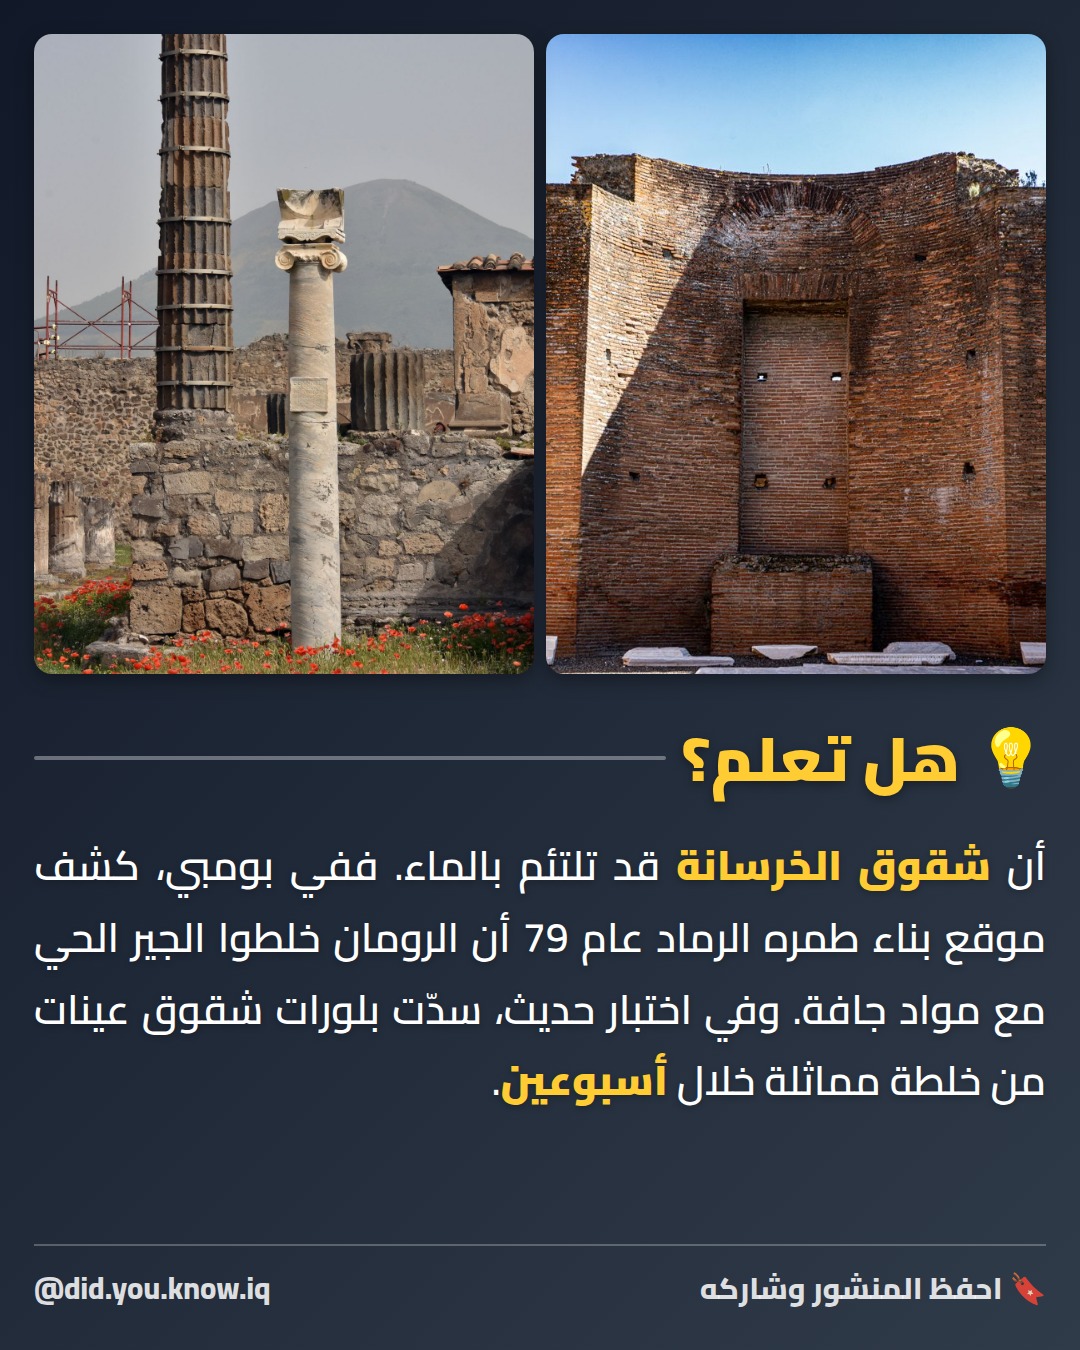 هل تعلم؟
أن شقوق الخرسانة قد تلتئم بالماء. ففي بومبي، كشف
موقع بناء طمره الرماد عام 79 أن الرومان خلطوا الجير الحي
مع مواد جافة. وفي اختبار حديث، سدّت بلورات شقوق عينات
من خلطة مماثلة خلال أسبوعين.
احفظ المنشور وشاركه
@did.you.know.iq